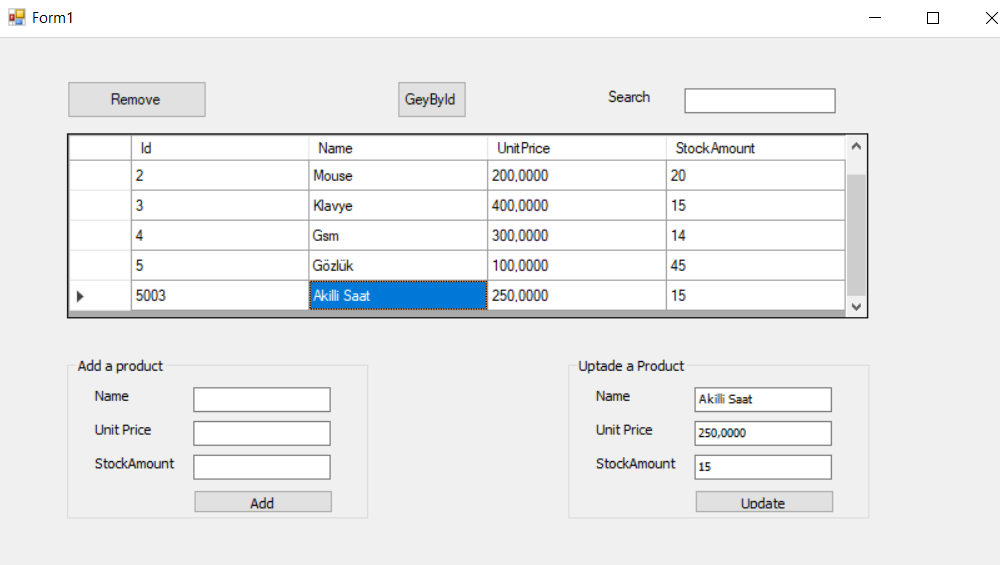 Form1
Remove GeyById Search
Id Name UnitPrice StockAmount
2 Mouse 200,0000 20
3 Klavye 400,0000 15
4 Gsm 300,0000 14
5 Gözlük 100,0000 45
5003 Akilli Saat 250,0000 15
Add a product
Name
Unit Price
StockAmount
Add
Uptade a Product
Name Akilli Saat
Unit Price 250,0000
StockAmount 15
Update